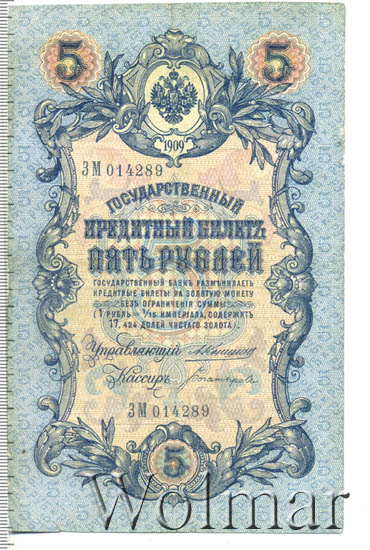 5 5
1909
ЗМ 014289
ГОСУДАРСТВЕННЫЙ
КРЕДИТНЫЙ БИЛЕТЪ
ПЯТЬ РУБЛЕЙ
ГОСУДАРСТВЕННЫЙ БАНКЪ РАЗМѢНИВАЕТЪ
КРЕДИТНЫЕ БИЛЕТЫ НА ЗОЛОТУЮ МОНЕТУ
БЕЗЪ ОГРАНИЧЕНІЯ СУММЫ
(1 РУБЛЬ = 1/15 ИМПЕРІАЛА, СОДЕРЖИТЪ
17,424 ДОЛЕЙ ЧИСТАГО ЗОЛОТА).
Управляющій
Кассиръ
ЗМ 014289
5
Wolmar